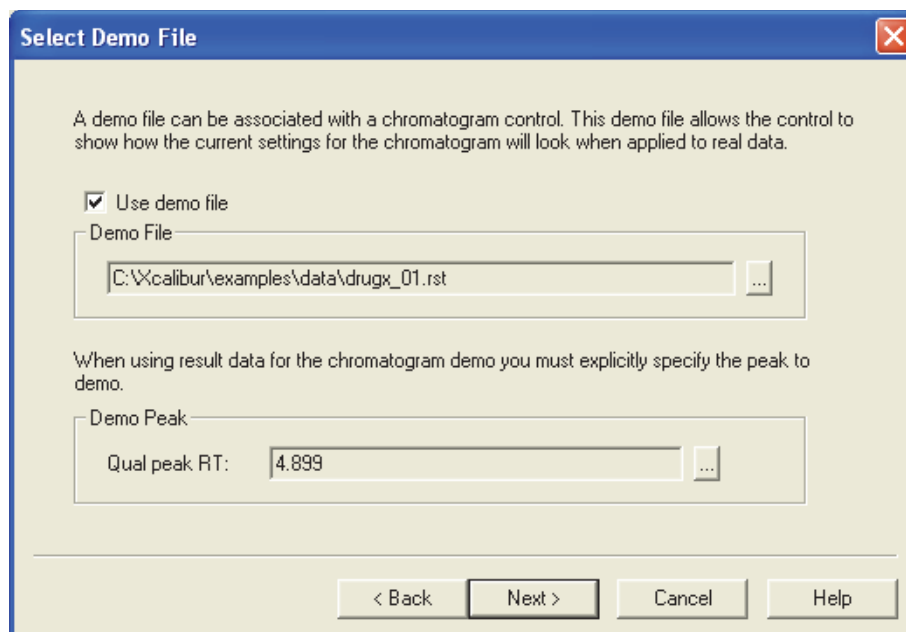 Select Demo File
A demo file can be associated with a chromatogram control. This demo file allows the control to
show how the current settings for the chromatogram will look when applied to real data.
Use demo file
Demo File
C:\Xcalibur\examples\data\drugx_01.rst
...
When using result data for the chromatogram demo you must explicitly specify the peak to
demo.
Demo Peak
Qual peak RT: 4.899 ...
< Back Next > Cancel Help